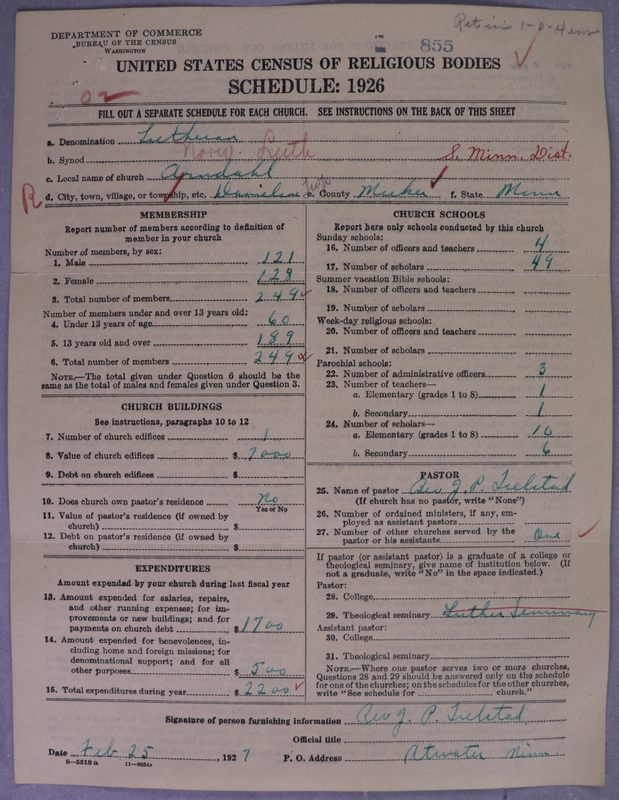 DEPARTMENT OF COMMERCE
BUREAU OF THE CENSUS
WASHINGTON
855
UNITED STATES CENSUS OF RELIGIOUS BODIES
SCHEDULE: 1926
FILL OUT A SEPARATE SCHEDULE FOR EACH CHURCH. SEE INSTRUCTIONS ON THE BACK OF THIS SHEET
a. Denomination Lutheran
b. Synod Norw. Luth S. Minn. Dist.
c. Local name of church Arndahl
R d. City, town, village, or township, etc. Danielson Twp e. County Meeker f. State Minn
MEMBERSHIP
Report number of members according to definition of
member in your church
Number of members, by sex:
1. Male 121
2. Female 128
3. Total number of members 249
Number of members under and over 13 years old:
4. Under 13 years of age 60
5. 13 years old and over 189
6. Total number of members 249
NOTE.—The total given under Question 6 should be the
same as the total of males and females given under Question 3.
CHURCH BUILDINGS
See instructions, paragraphs 10 to 12
7. Number of church edifices 1
8. Value of church edifices $ 7000
9. Debt on church edifices $
10. Does church own pastor's residence No
Yes or No
11. Value of pastor's residence (if owned by
church) $
12. Debt on pastor's residence (if owned by
church) $
EXPENDITURES
Amount expended by your church during last fiscal year
13. Amount expended for salaries, repairs,
and other running expenses; for im-
provements or new buildings; and for
payments on church debt $ 1700
14. Amount expended for benevolences, in-
cluding home and foreign missions; for
denominational support; and for all
other purposes $ 500
15. Total expenditures during year $ 2200
CHURCH SCHOOLS
Report here only schools conducted by this church
Sunday schools:
16. Number of officers and teachers 4
17. Number of scholars 49
Summer vacation Bible schools:
18. Number of officers and teachers
19. Number of scholars
Week-day religious schools:
20. Number of officers and teachers
21. Number of scholars
Parochial schools:
22. Number of administrative officers 3
23. Number of teachers—
a. Elementary (grades 1 to 8) 1
b. Secondary 1
24. Number of scholars—
a. Elementary (grades 1 to 8) 10
b. Secondary 6
PASTOR
25. Name of pastor Rev J. P. Tjelstad
(If church has no pastor, write "None")
26. Number of ordained ministers, if any, em-
ployed as assistant pastors
27. Number of other churches served by the
pastor or his assistants One
If pastor (or assistant pastor) is a graduate of a college or
theological seminary, give name of institution below. (If
not a graduate, write "No" in the space indicated.)
Pastor:
28. College
29. Theological seminary Luther Seminary
Assistant pastor:
30. College
31. Theological seminary
NOTE.—Where one pastor serves two or more churches,
Questions 28 and 29 should be answered only on the schedule
for one of the churches; on the schedules for the other churches,
write "See schedule for church."
Signature of person furnishing information Rev J. P. Tjelstad
Official title
Date Feb 25, 1927 P. O. Address Atwater Minn
8—5518 a